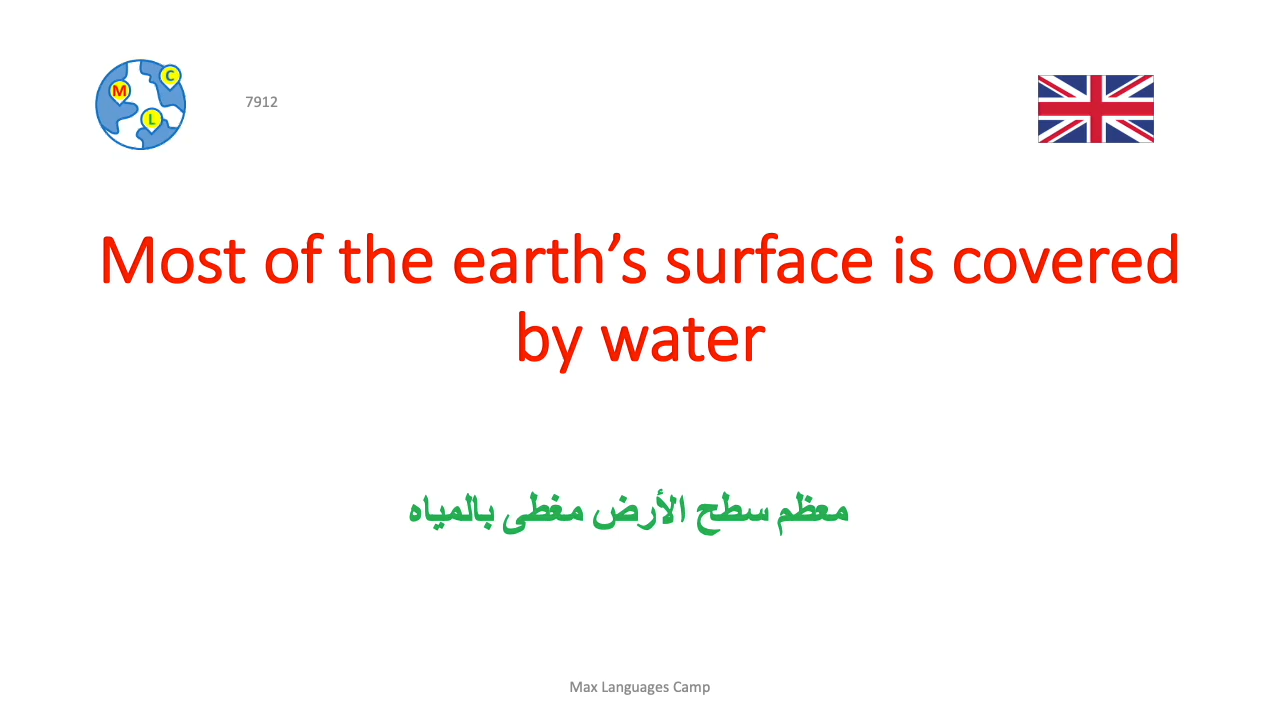 M
C
L
7912
Most of the earth’s surface is covered
by water
معظم سطح الأرض مغطى بالمياه
Max Languages Camp